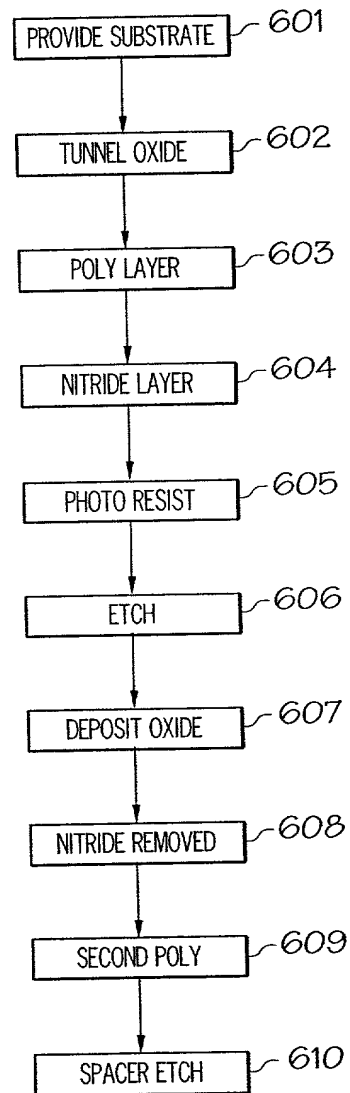 PROVIDE SUBSTRATE 601
TUNNEL OXIDE 602
POLY LAYER 603
NITRIDE LAYER 604
PHOTO RESIST 605
ETCH 606
DEPOSIT OXIDE 607
NITRIDE REMOVED 608
SECOND POLY 609
SPACER ETCH 610